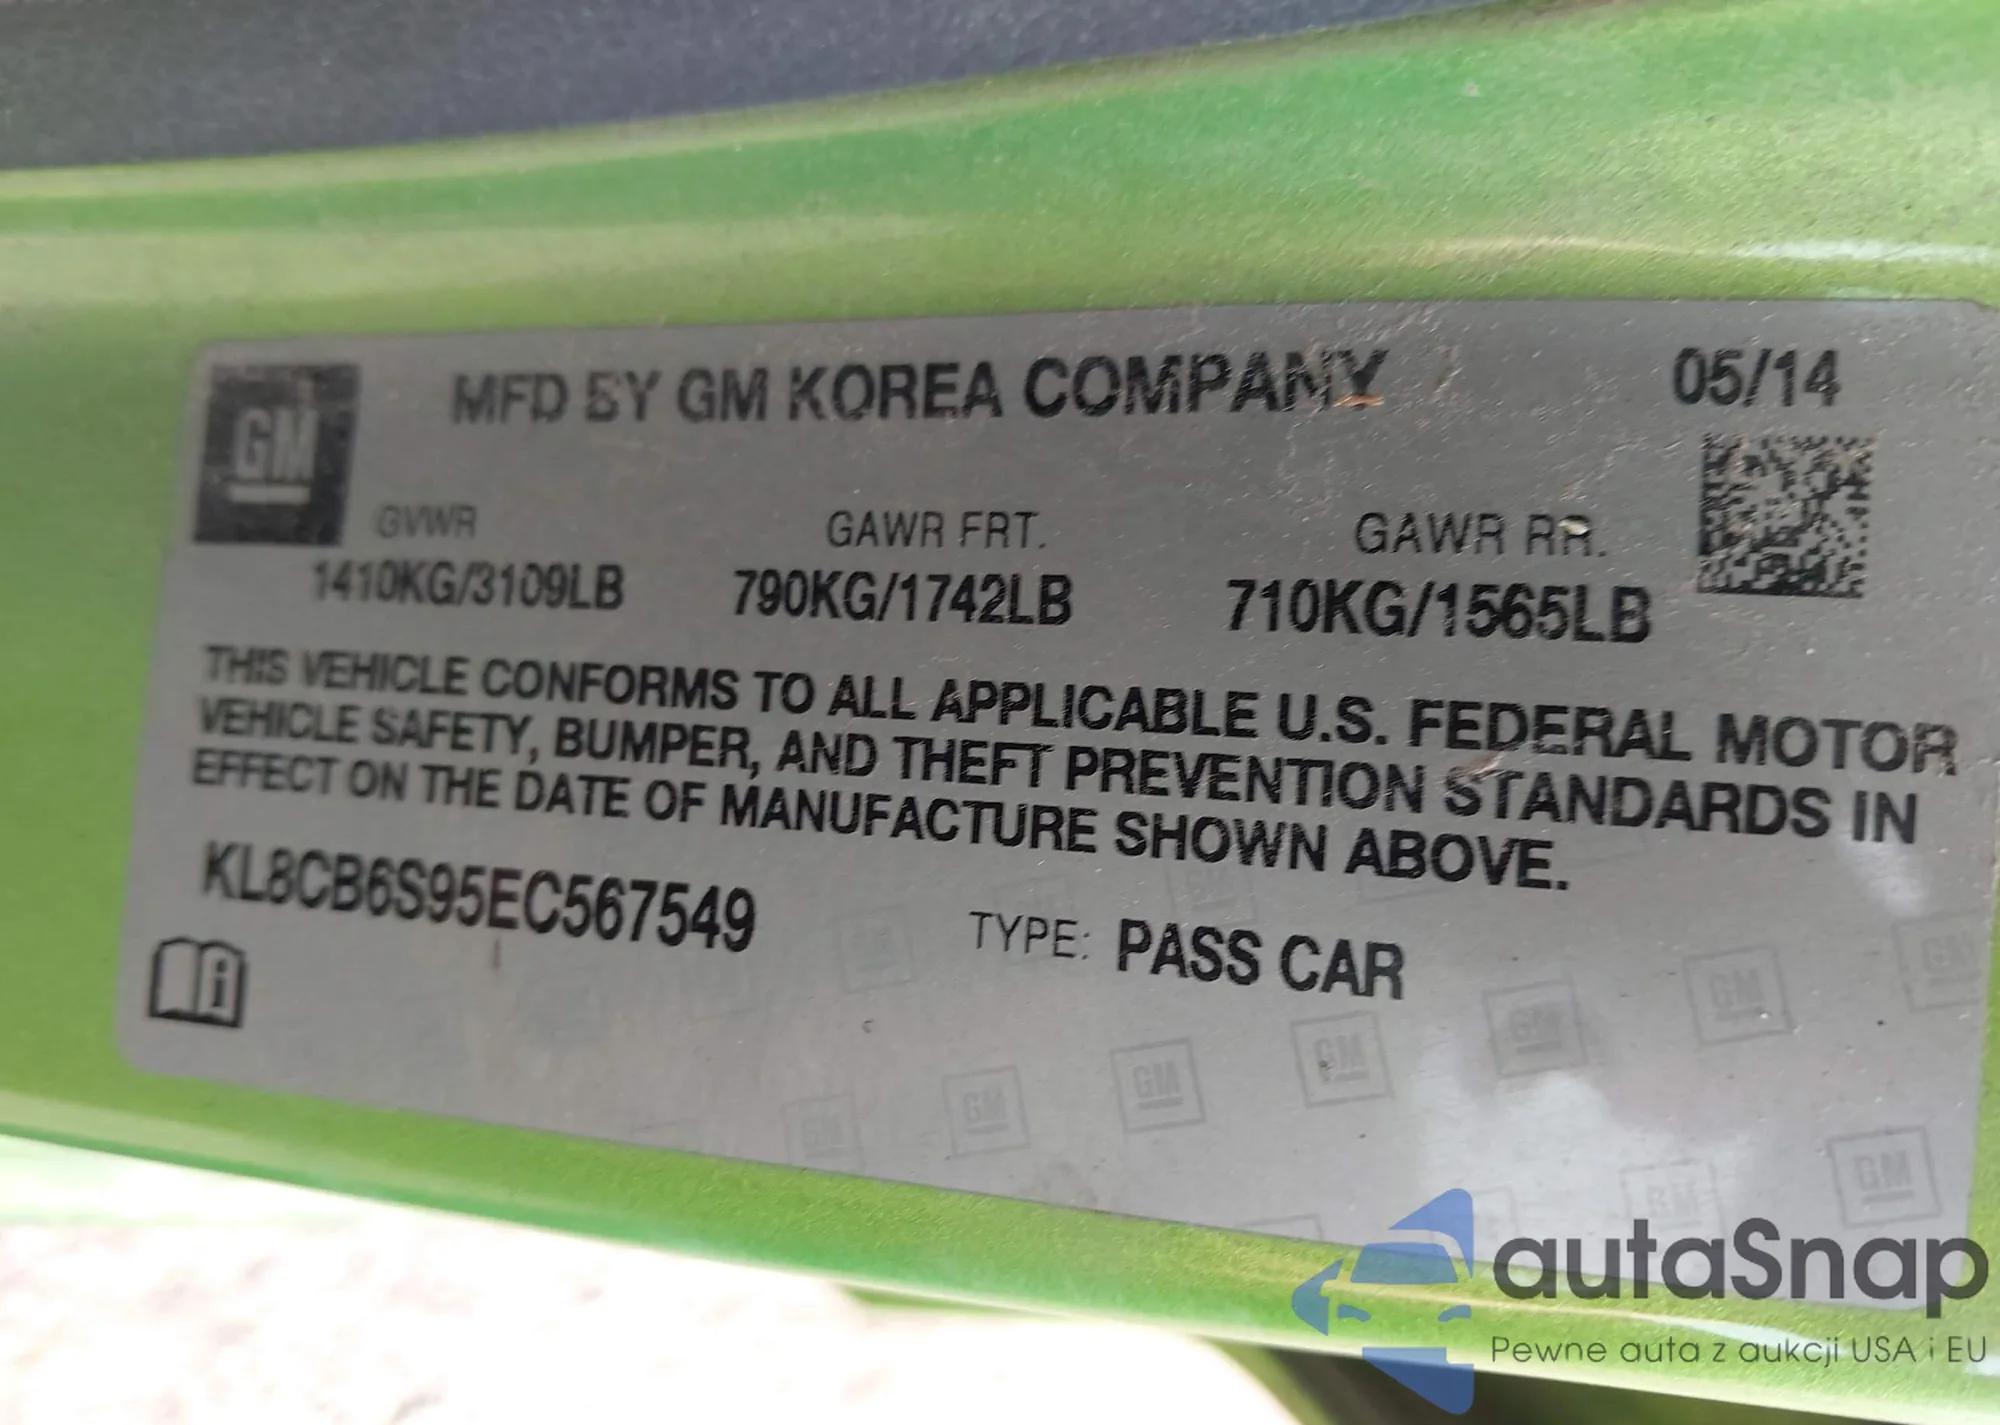 MFD BY GM KOREA COMPANY 05/14
GM
GVWR GAWR FRT. GAWR RR.
1410KG/3109LB 790KG/1742LB 710KG/1565LB
THIS VEHICLE CONFORMS TO ALL APPLICABLE U.S. FEDERAL MOTOR
VEHICLE SAFETY, BUMPER, AND THEFT PREVENTION STANDARDS IN
EFFECT ON THE DATE OF MANUFACTURE SHOWN ABOVE.
KL8CB6S95EC567549 TYPE: PASS CAR
autaSnap
Pewne auta z aukcji USA i EU